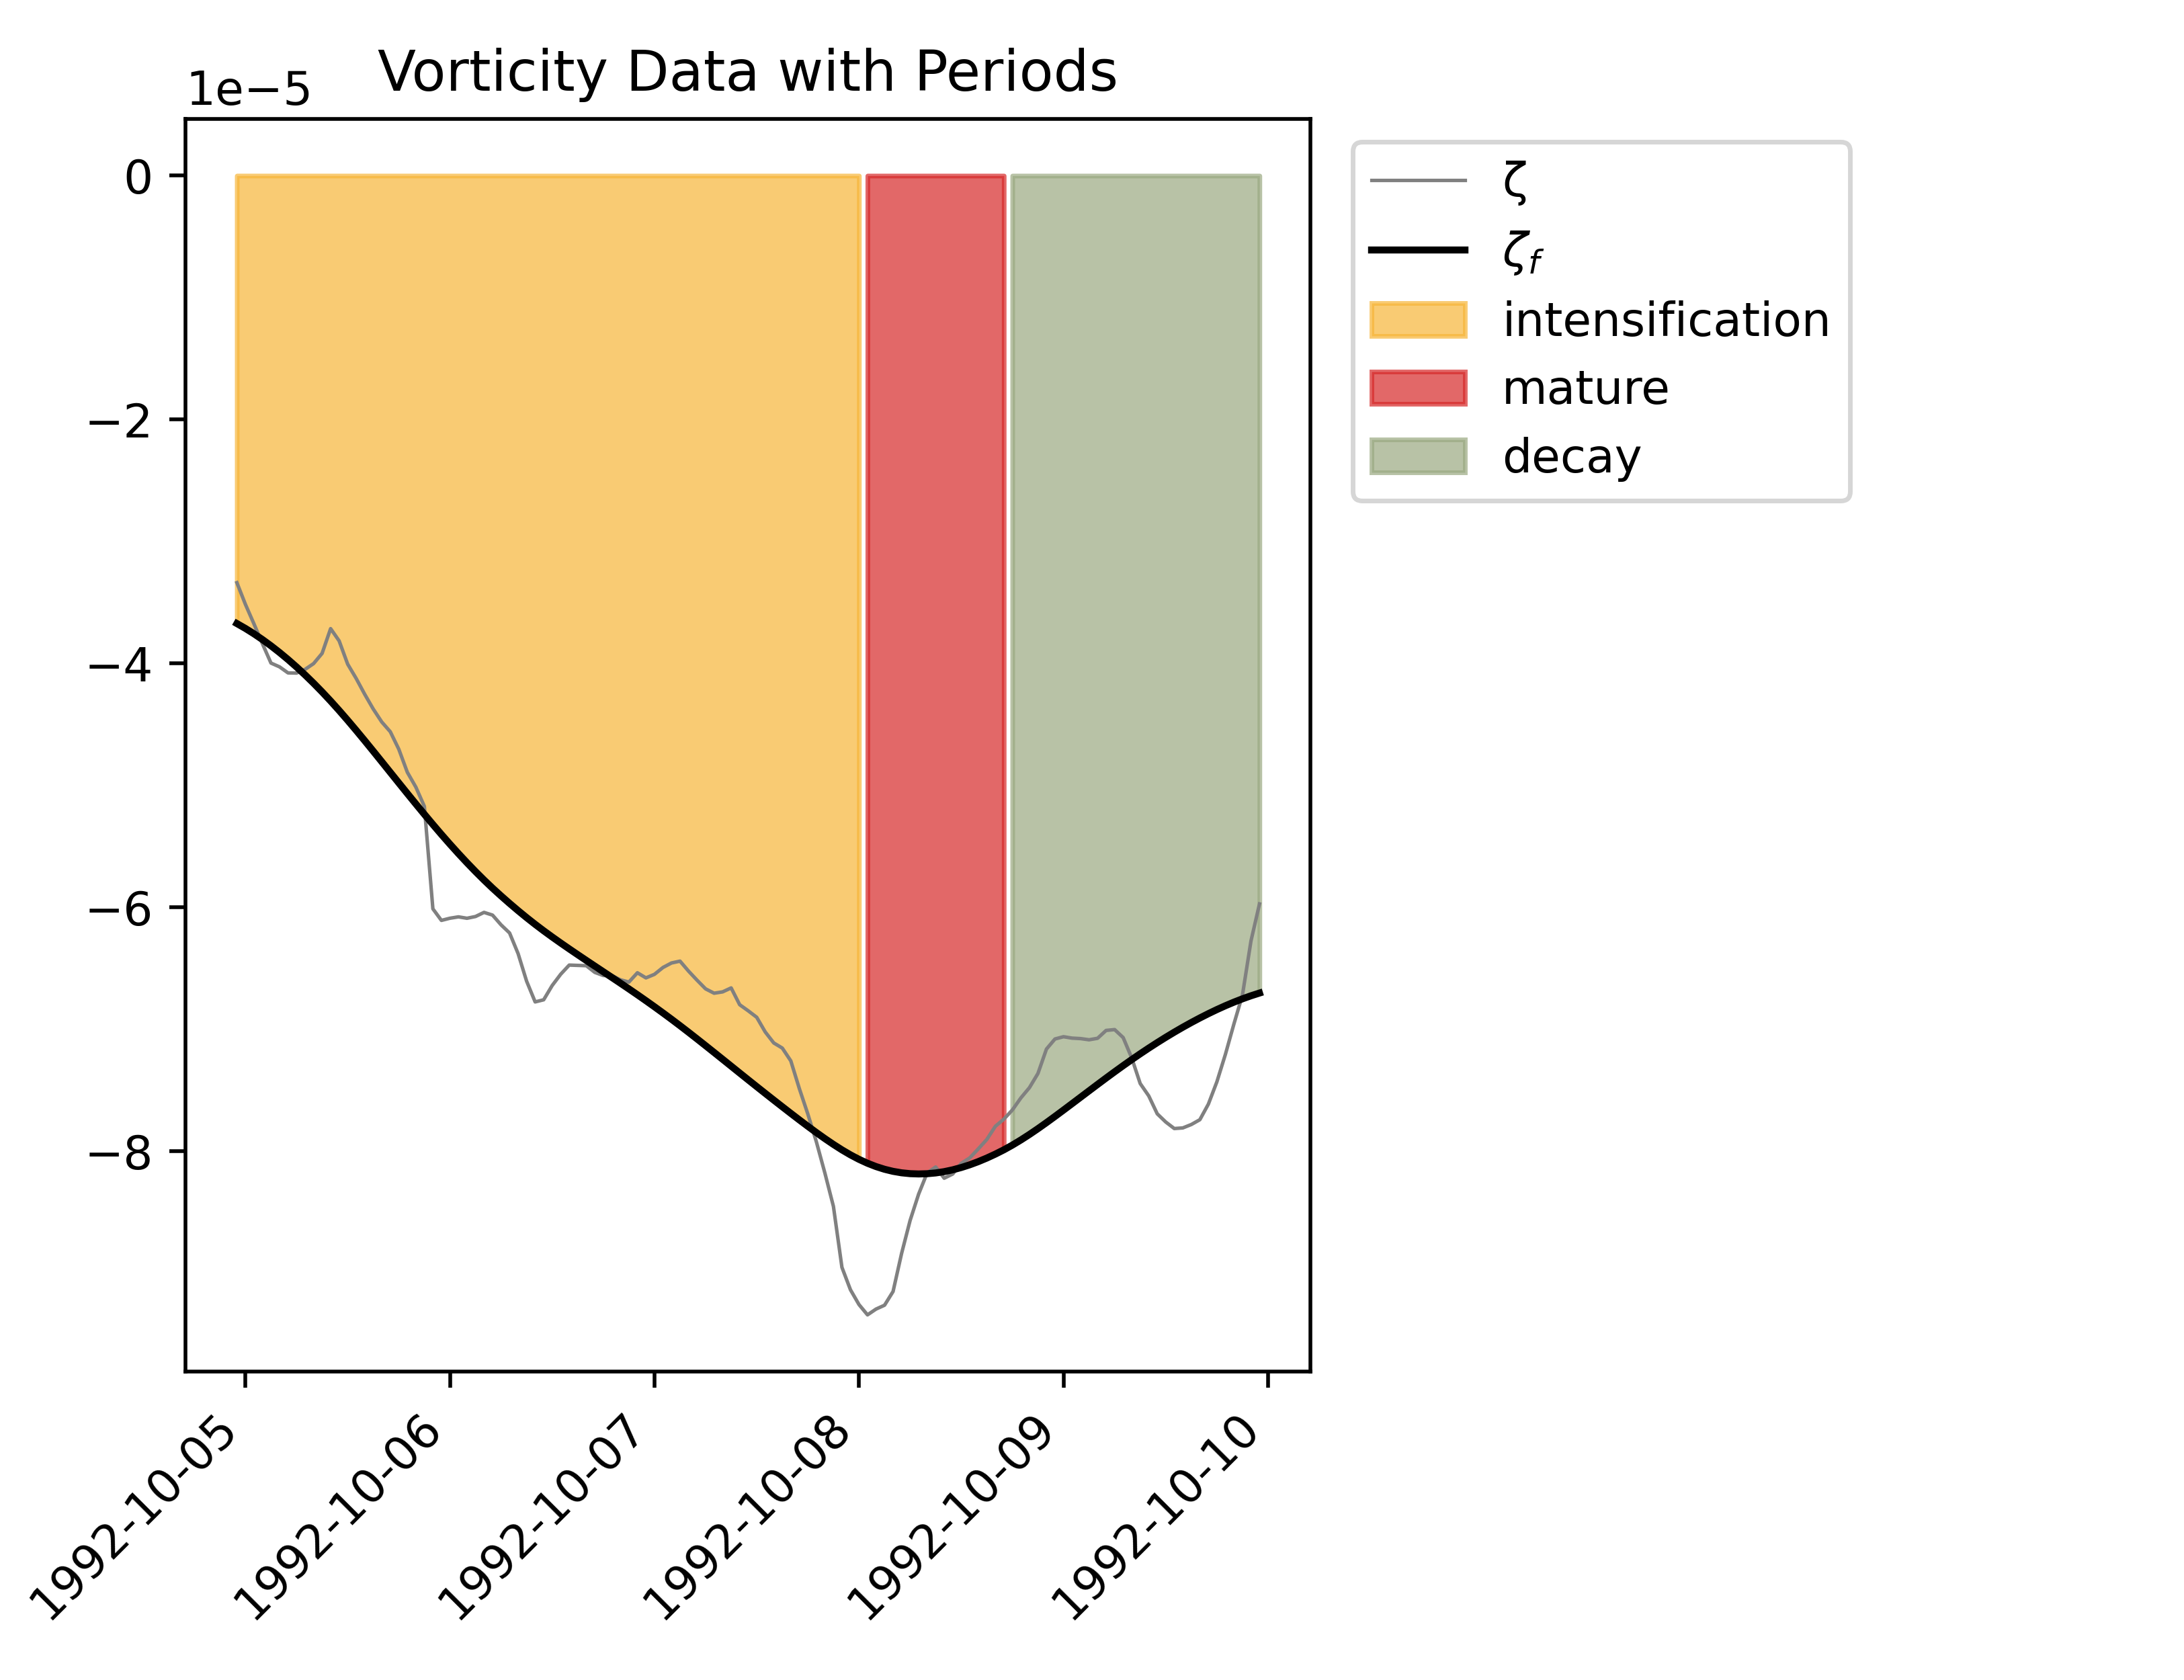 Vorticity Data with Periods
1e−5
0
−2
−4
−6
−8
1992-10-05
1992-10-06
1992-10-07
1992-10-08
1992-10-09
1992-10-10
ζ
ζf
intensification
mature
decay